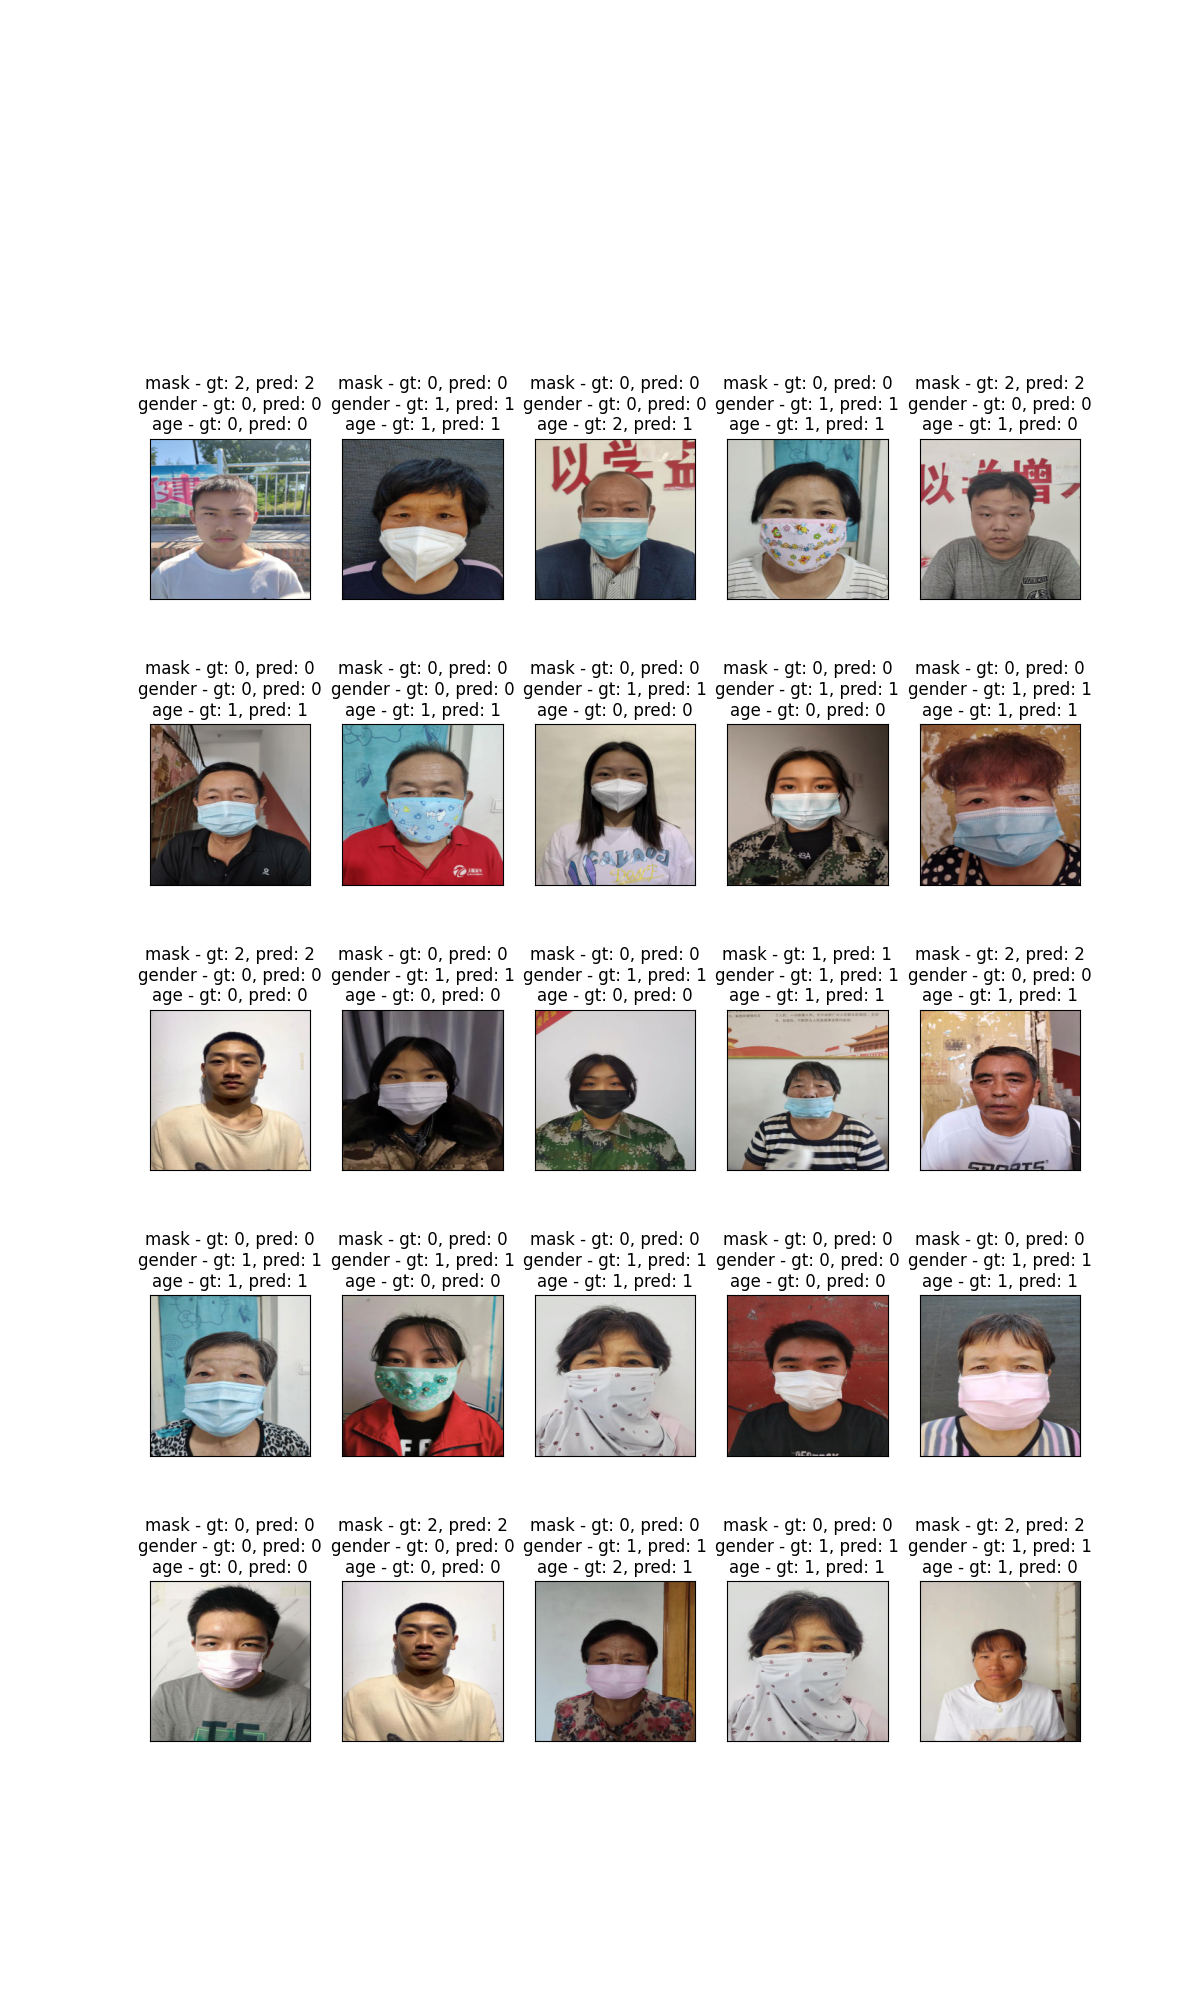 mask - gt: 2, pred: 2
gender - gt: 0, pred: 0
age - gt: 0, pred: 0
mask - gt: 0, pred: 0
gender - gt: 1, pred: 1
age - gt: 1, pred: 1
mask - gt: 0, pred: 0
gender - gt: 0, pred: 0
age - gt: 2, pred: 1
mask - gt: 0, pred: 0
gender - gt: 1, pred: 1
age - gt: 1, pred: 1
mask - gt: 2, pred: 2
gender - gt: 0, pred: 0
age - gt: 1, pred: 0
以学益
以 增
mask - gt: 0, pred: 0
gender - gt: 0, pred: 0
age - gt: 1, pred: 1
mask - gt: 0, pred: 0
gender - gt: 0, pred: 0
age - gt: 1, pred: 1
mask - gt: 0, pred: 0
gender - gt: 1, pred: 1
age - gt: 0, pred: 0
mask - gt: 0, pred: 0
gender - gt: 1, pred: 1
age - gt: 0, pred: 0
mask - gt: 0, pred: 0
gender - gt: 1, pred: 1
age - gt: 1, pred: 1
mask - gt: 2, pred: 2
gender - gt: 0, pred: 0
age - gt: 0, pred: 0
mask - gt: 0, pred: 0
gender - gt: 1, pred: 1
age - gt: 0, pred: 0
mask - gt: 0, pred: 0
gender - gt: 1, pred: 1
age - gt: 0, pred: 0
mask - gt: 1, pred: 1
gender - gt: 1, pred: 1
age - gt: 1, pred: 1
mask - gt: 2, pred: 2
gender - gt: 0, pred: 0
age - gt: 1, pred: 1
SPORTS
mask - gt: 0, pred: 0
gender - gt: 1, pred: 1
age - gt: 1, pred: 1
mask - gt: 0, pred: 0
gender - gt: 1, pred: 1
age - gt: 0, pred: 0
mask - gt: 0, pred: 0
gender - gt: 1, pred: 1
age - gt: 1, pred: 1
mask - gt: 0, pred: 0
gender - gt: 0, pred: 0
age - gt: 0, pred: 0
mask - gt: 0, pred: 0
gender - gt: 1, pred: 1
age - gt: 1, pred: 1
mask - gt: 0, pred: 0
gender - gt: 0, pred: 0
age - gt: 0, pred: 0
mask - gt: 2, pred: 2
gender - gt: 0, pred: 0
age - gt: 0, pred: 0
mask - gt: 0, pred: 0
gender - gt: 1, pred: 1
age - gt: 2, pred: 1
mask - gt: 0, pred: 0
gender - gt: 1, pred: 1
age - gt: 1, pred: 1
mask - gt: 2, pred: 2
gender - gt: 1, pred: 1
age - gt: 1, pred: 0